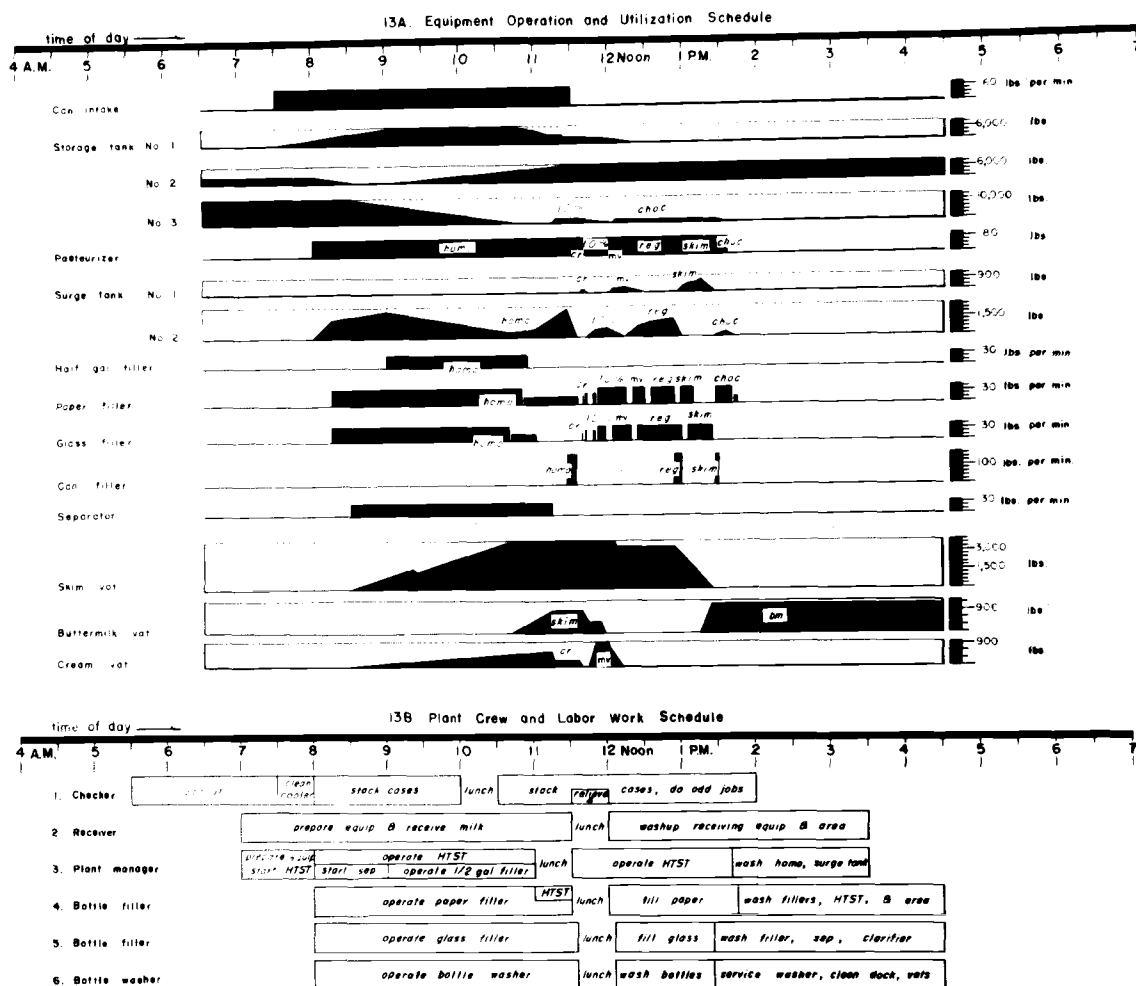 13A. Equipment Operation and Utilization Schedule
time of day
4 A.M. 5 6 7 8 9 10 11 12 Noon 1 P.M. 2 3 4 5 6 7
Can intake 60 lbs per min
Storage tank No. 1 6,000 lbs
No 2 6,000 lbs.
No 3 choc 10,000 lbs.
Pasteurizer hom cr 10% mv reg skim choc 80 lbs
Surge tank No. 1 cr mv skim 900 lbs
No 2 homo reg choc 1,500 lbs
Half gal filler homo 30 lbs per min
Paper filler homo cr 10% mv reg skim choc 30 lbs per min
Glass filler homo cr mv reg skim 30 lbs per min
Can filler homo reg skim 100 lbs. per min.
Separator 30 lbs. per min
Skim vat 3,000 1,500 lbs.
Buttermilk vat skim bm 900 lbs
Cream vat cr mv 900 lbs
13B Plant Crew and Labor Work Schedule
time of day
4 A.M. 5 6 7 8 9 10 11 12 Noon 1 P.M. 2 3 4 5 6 7
1. Checker clean cooler stack cases lunch stack relieve cases, do odd jobs
2 Receiver prepare equip & receive milk lunch washup receiving equip & area
3. Plant manager prepare equip start HTST operate HTST start sep operate 1/2 gal filler lunch operate HTST wash homo, surge tank
4. Bottle filler operate paper filler HTST lunch fill paper wash fillers, HTST, & area
5. Bottle filler operate glass filler lunch fill glass wash filler, sep, clarifier
6. Bottle washer operate bottle washer lunch wash bottles service washer, clean dock, vats